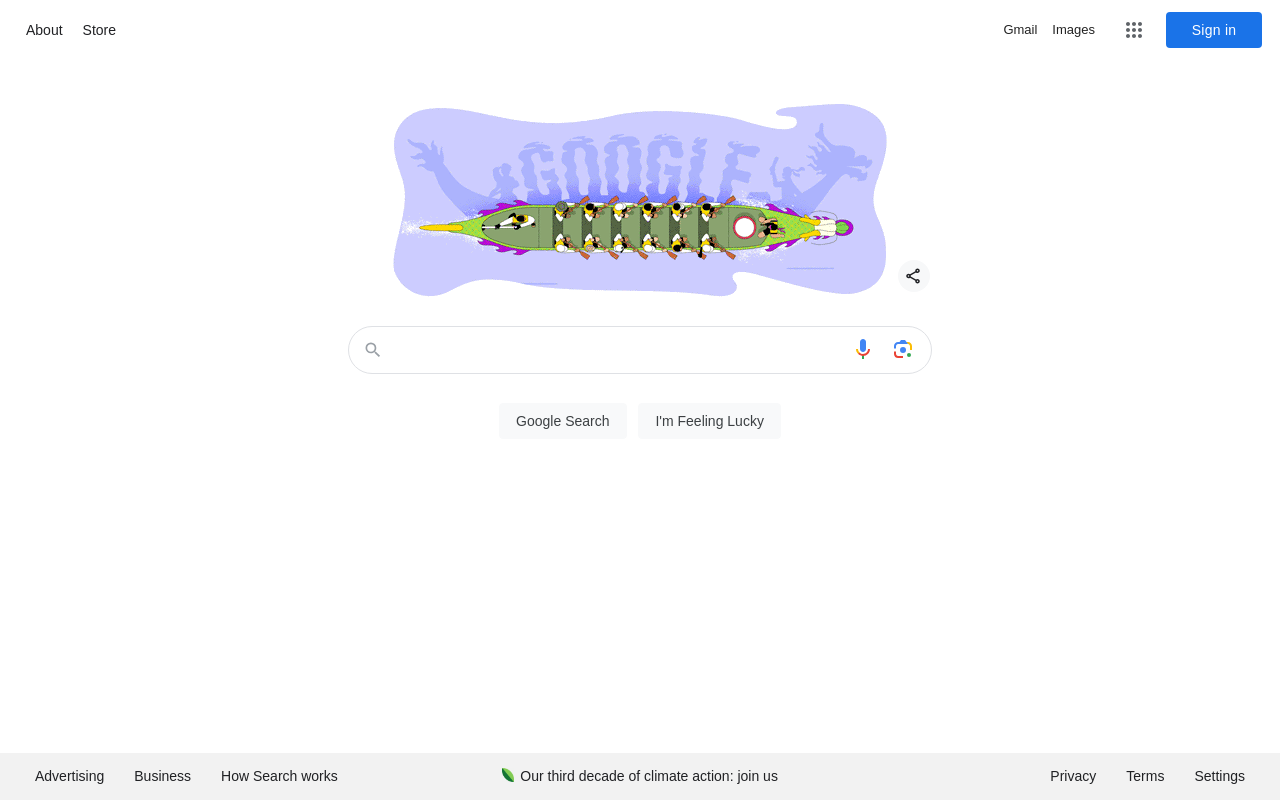 About Store
Gmail Images
Sign in
GOOGLE
Google Search I'm Feeling Lucky
Advertising Business How Search works
Our third decade of climate action: join us
Privacy Terms Settings